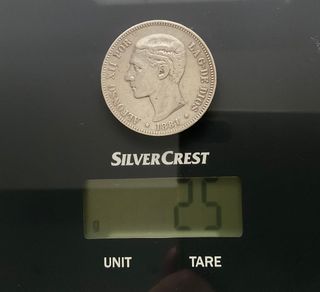 ALFONSO XII POR LA G. DE DIOS
* 1881 *
SILVERCREST
g 25
UNIT TARE